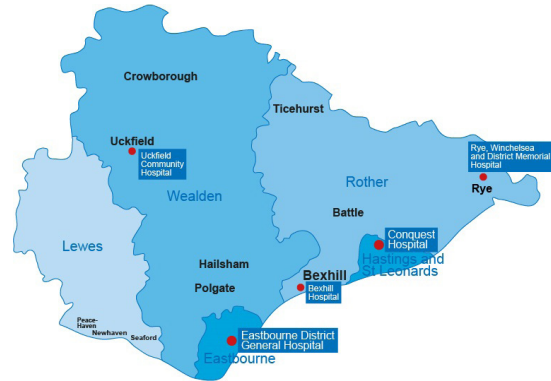 Crowborough
Ticehurst
Uckfield
Uckfield
Community
Hospital
Rye, Winchelsea
and District Memorial
Hospital
Rother
Rye
Wealden
Battle
Conquest
Hospital
Lewes
Hastings and
St Leonards
Hailsham
Bexhill
Polgate
Bexhill
Hospital
Peace-
Haven
Newhaven
Seaford
Eastbourne District
General Hospital
Eastbourne